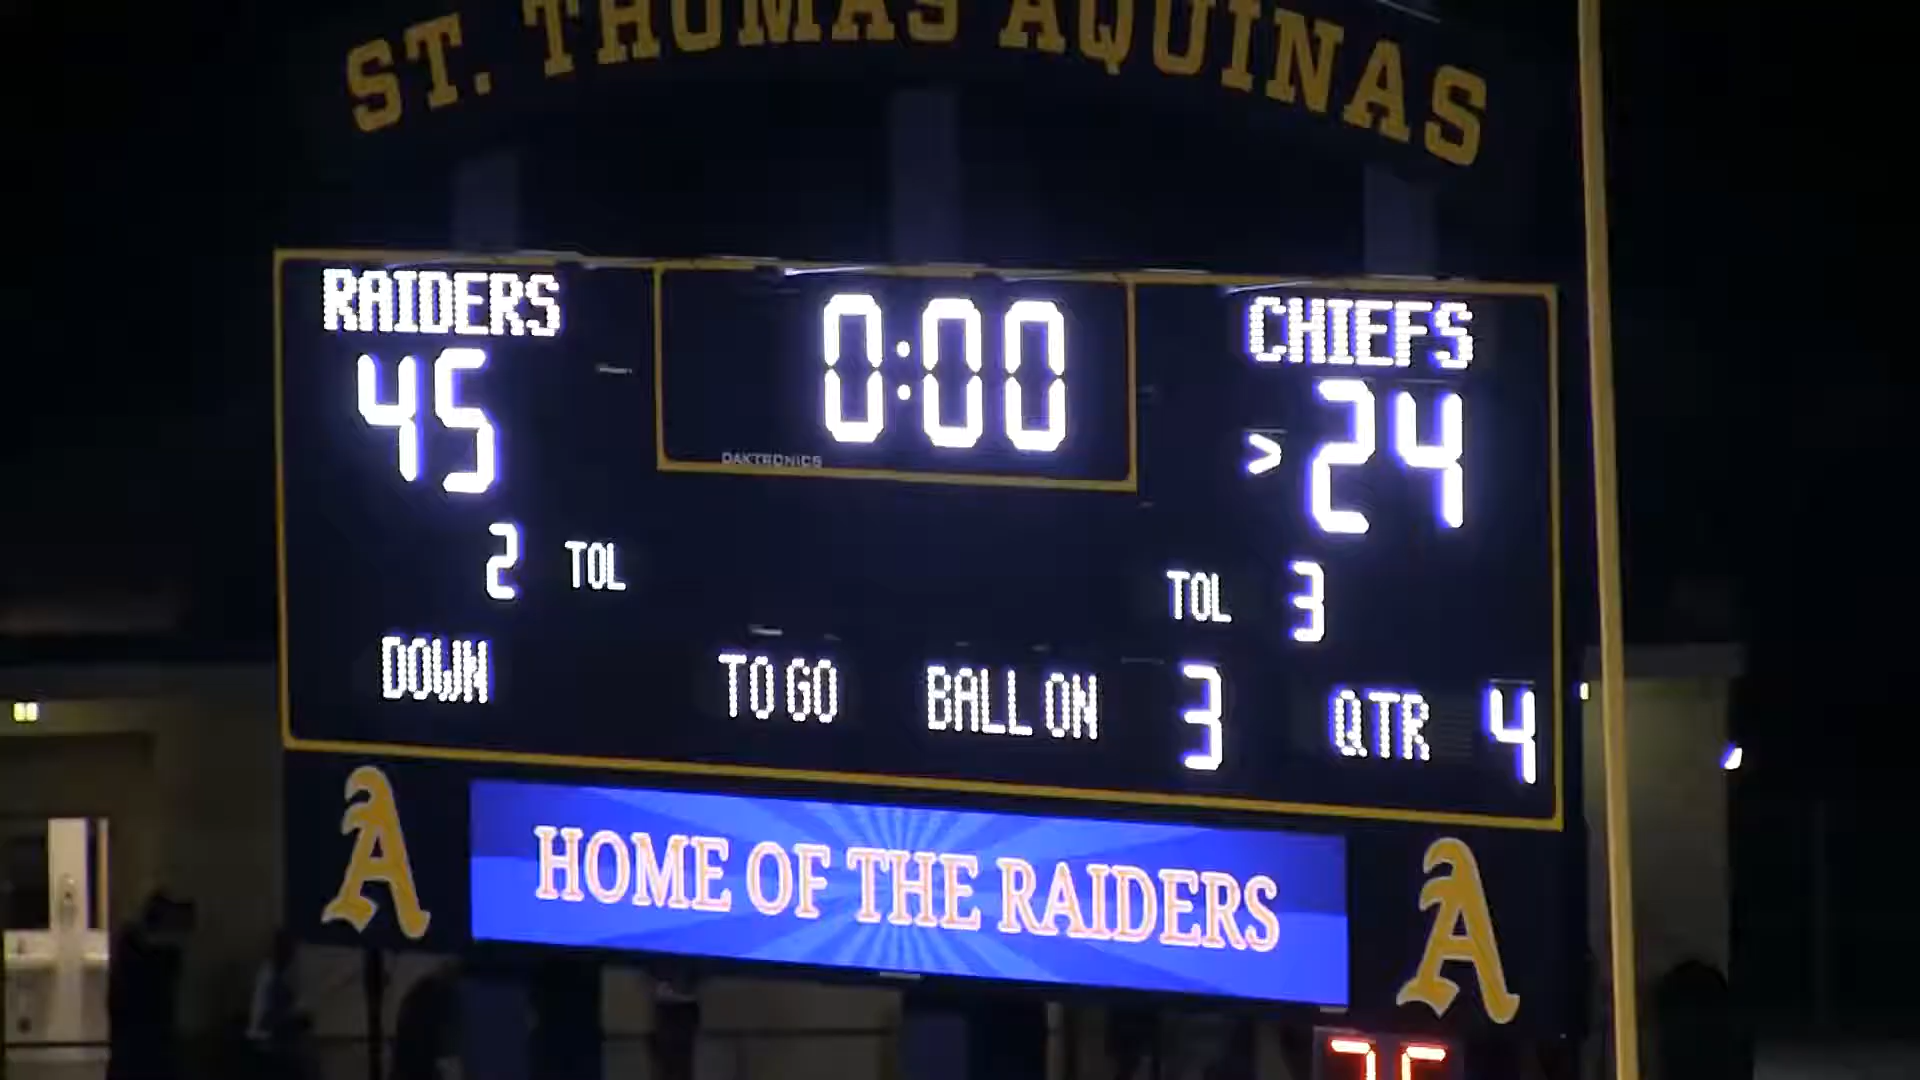 ST. THOMAS AQUINAS
RAIDERS 0:00 CHIEFS
45 > 24
DAKTRONICS
2 TOL TOL 3
DOWN TO GO BALL ON 3 QTR 4
A HOME OF THE RAIDERS A